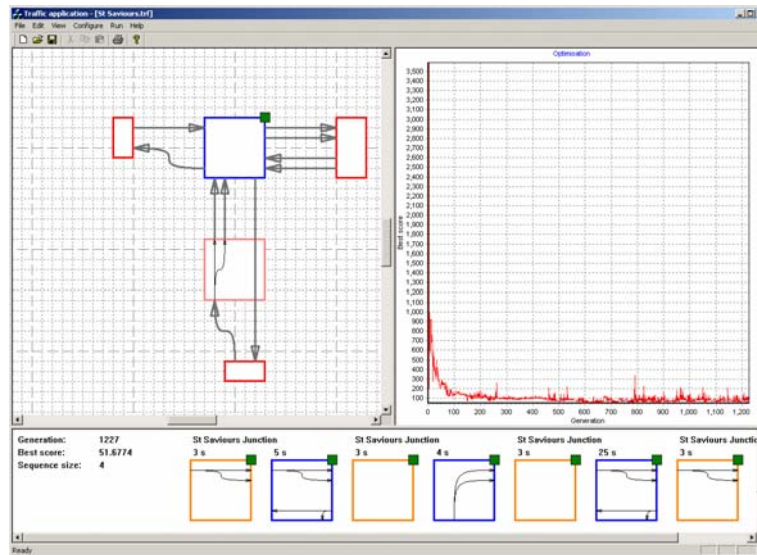 Traffic application - [St Saviours.trf]
File Edit View Configure Run Help
Optimisation
3,500
3,400
3,300
3,200
3,100
3,000
2,900
2,800
2,700
2,600
2,500
2,400
2,300
2,200
2,100
2,000
1,900
1,800
1,700
1,600
1,500
1,400
1,300
1,200
1,100
1,000
900
800
700
600
500
400
300
200
100
Best score
0 100 200 300 400 500 600 700 800 900 1,000 1,100 1,200
Generation
Generation: 1227
Best score: 51.6774
Sequence size: 4
St Saviours Junction St Saviours Junction St Saviours Junction St Saviours Junction
3 s 5 s 3 s 4 s 3 s 25 s 3 s
Ready